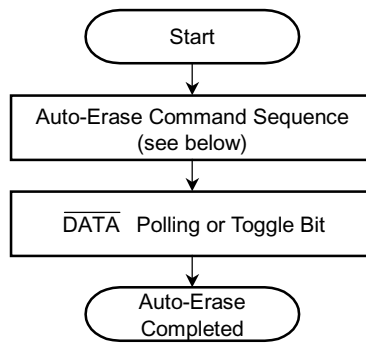 Start
Auto-Erase Command Sequence
(see below)
DATA Polling or Toggle Bit
Auto-Erase
Completed